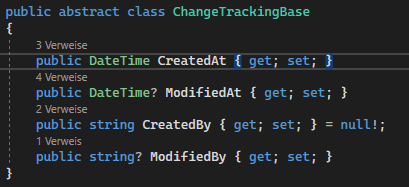 public abstract class ChangeTrackingBase
{
3 Verweise
public DateTime CreatedAt { get; set; }
4 Verweise
public DateTime? ModifiedAt { get; set; }
2 Verweise
public string CreatedBy { get; set; } = null!;
1 Verweis
public string? ModifiedBy { get; set; }
}